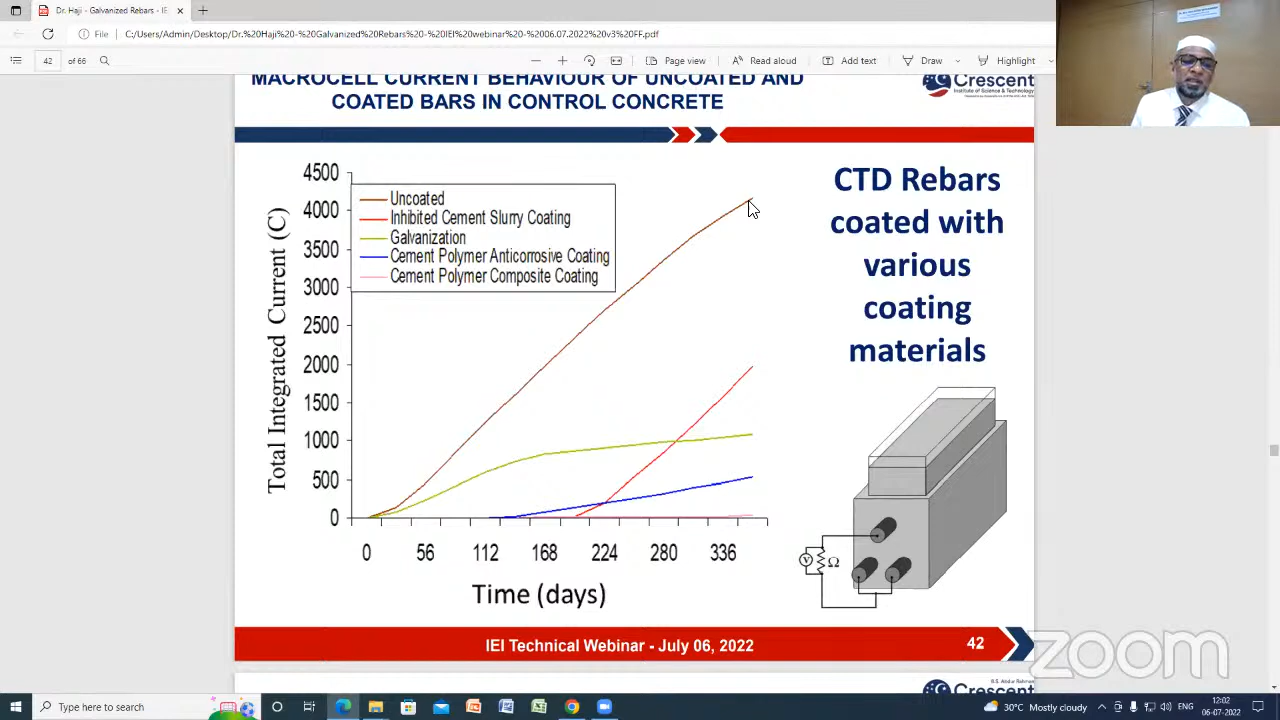 Dr. Haji - Galvanized Rebars - IE
File
C:/Users/Admin/Desktop/Dr.%20Haji%20-%20Galvanized%20Rebars%20-%20IEI%20webinar%20-%2006.07.2022%20v3%20FF.pdf
42 of 66
Page view
Read aloud
Add text
Draw
Highlight
MACROCELL CURRENT BEHAVIOUR OF UNCOATED AND
COATED BARS IN CONTROL CONCRETE
Crescent
Institute of Science & Technology
Total Integrated Current (C)
4500
4000
3500
3000
2500
2000
1500
1000
500
0
Uncoated
Inhibited Cement Slurry Coating
Galvanization
Cement Polymer Anticorrosive Coating
Cement Polymer Composite Coating
0 56 112 168 224 280 336
Time (days)
CTD Rebars
coated with
various
coating
materials
V Ω
IEI Technical Webinar - July 06, 2022
42
zoom
B.S. Abdur Rahman
Crescent
Type here to search
30°C Mostly cloudy
ENG
12:02
06-07-2022